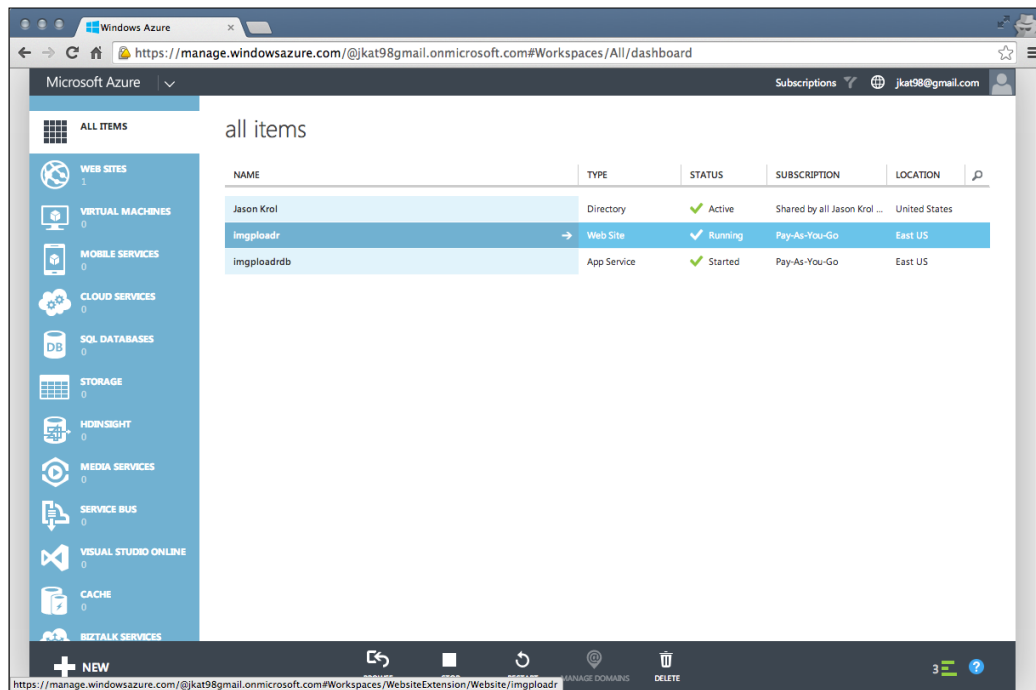 Windows Azure ×
https://manage.windowsazure.com/@jkat98gmail.onmicrosoft.com#Workspaces/All/dashboard
Microsoft Azure
Subscriptions jkat98@gmail.com
ALL ITEMS
all items
WEB SITES
1
VIRTUAL MACHINES
0
MOBILE SERVICES
0
CLOUD SERVICES
0
SQL DATABASES
0
DB
STORAGE
0
HDINSIGHT
0
MEDIA SERVICES
0
SERVICE BUS
0
VISUAL STUDIO ONLINE
0
CACHE
0
BIZTALK SERVICES
NAME TYPE STATUS SUBSCRIPTION LOCATION
Jason Krol Directory Active Shared by all Jason Krol ... United States
imgploadr Web Site Running Pay-As-You-Go East US
imgploadrdb App Service Started Pay-As-You-Go East US
NEW
MANAGE DOMAINS
DELETE
3
?
https://manage.windowsazure.com/@jkat98gmail.onmicrosoft.com#Workspaces/WebsiteExtension/Website/imgploadr